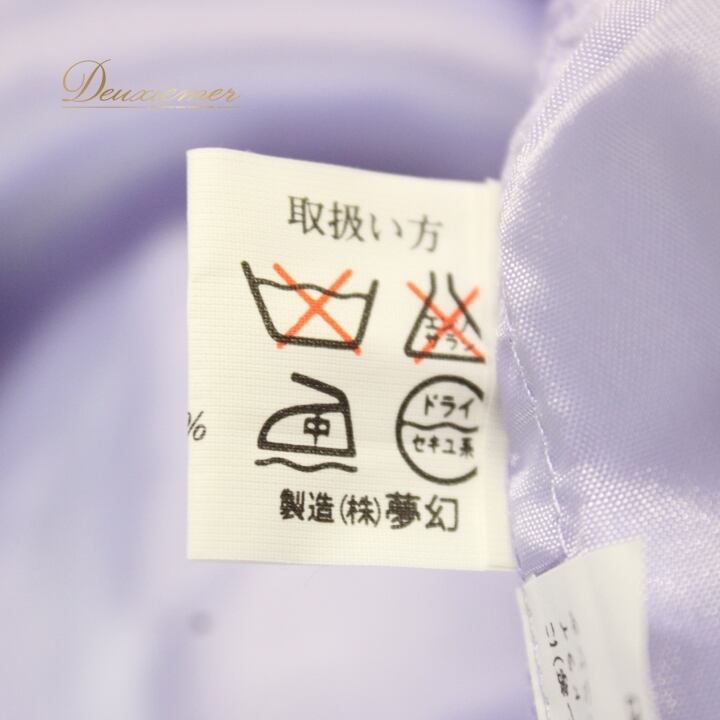 Deuxiemer
取扱い方
エンソ
サラシ
中
ドライ
セキユ系
%
製造(株)夢幻